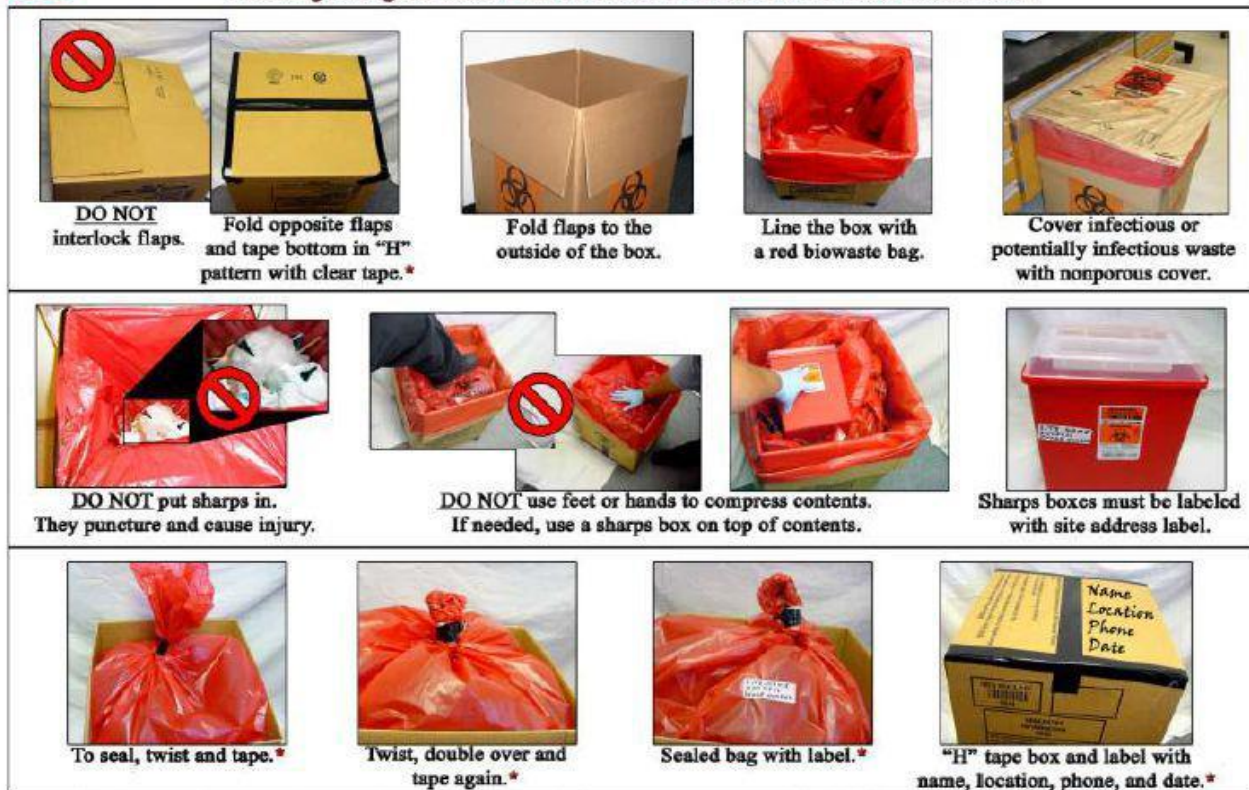 DO NOT
interlock flaps.
Fold opposite flaps
and tape bottom in “H”
pattern with clear tape.*
Fold flaps to the
outside of the box.
Line the box with
a red biowaste bag.
Cover infectious or
potentially infectious waste
with nonporous cover.
DO NOT put sharps in.
They puncture and cause injury.
DO NOT use feet or hands to compress contents.
If needed, use a sharps box on top of contents.
Sharps boxes must be labeled
with site address label.
To seal, twist and tape.*
Twist, double over and
tape again.*
Sealed bag with label.*
Name
Location
Phone
Date
“H” tape box and label with
name, location, phone, and date.*